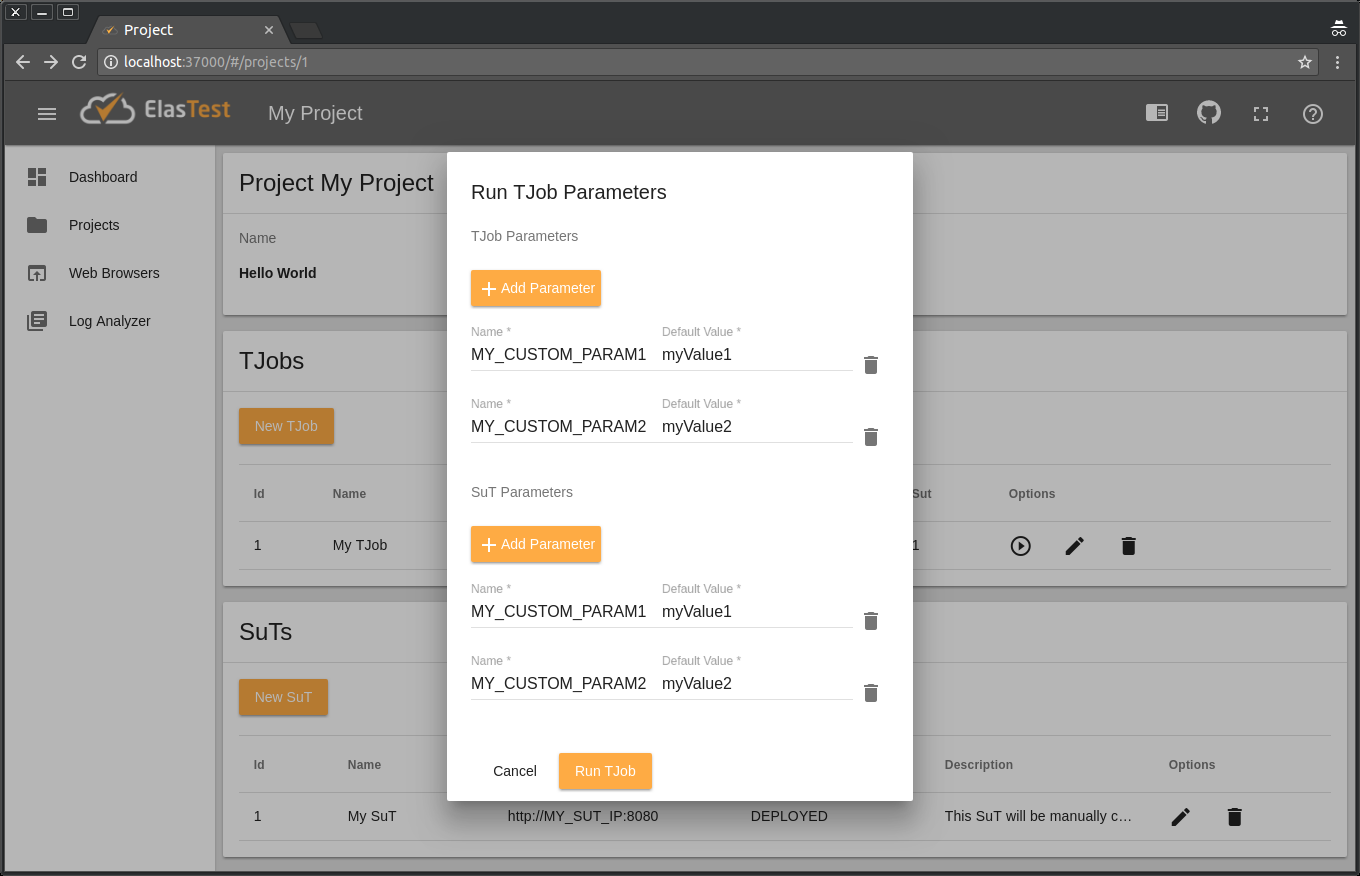 Project
localhost:37000/#/projects/1
ElasTest
My Project
Dashboard
Projects
Web Browsers
Log Analyzer
Project My Project
Name
Hello World
TJobs
New TJob
Id Name Sut Options
1 My TJob 1
SuTs
New SuT
Id Name Description Options
1 My SuT http://MY_SUT_IP:8080 DEPLOYED This SuT will be manually c…
Run TJob Parameters
TJob Parameters
Add Parameter
Name * Default Value *
MY_CUSTOM_PARAM1 myValue1
Name * Default Value *
MY_CUSTOM_PARAM2 myValue2
SuT Parameters
Add Parameter
Name * Default Value *
MY_CUSTOM_PARAM1 myValue1
Name * Default Value *
MY_CUSTOM_PARAM2 myValue2
Cancel Run TJob